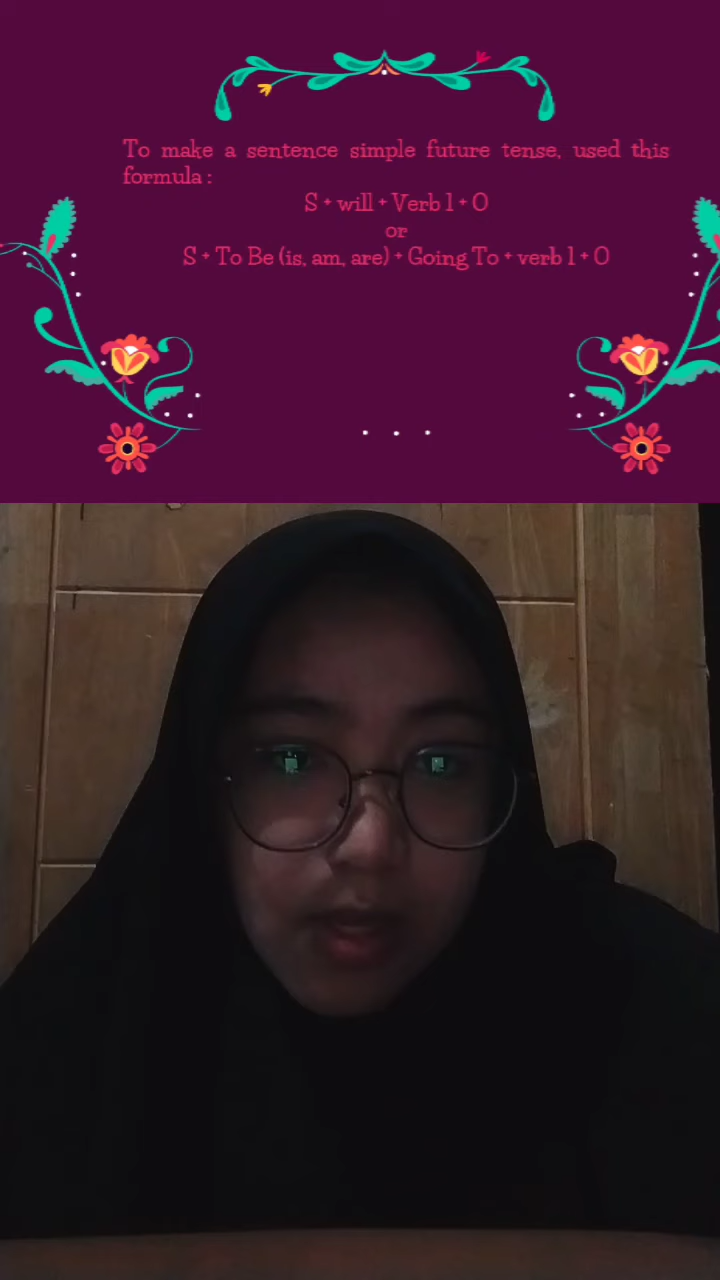 To make a sentence simple future tense, used this
formula :
S + will + Verb 1 + O
or
S + To Be (is, am, are) + Going To + verb 1 + O